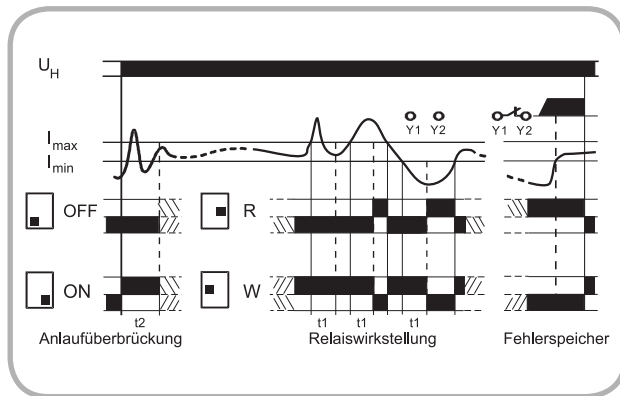 U_H
Y1 Y2 Y1 Y2
I_max
I_min
OFF R
ON W
t2 t1 t1 t1
Anlaufüberbrückung Relaiswirkstellung Fehlerspeicher